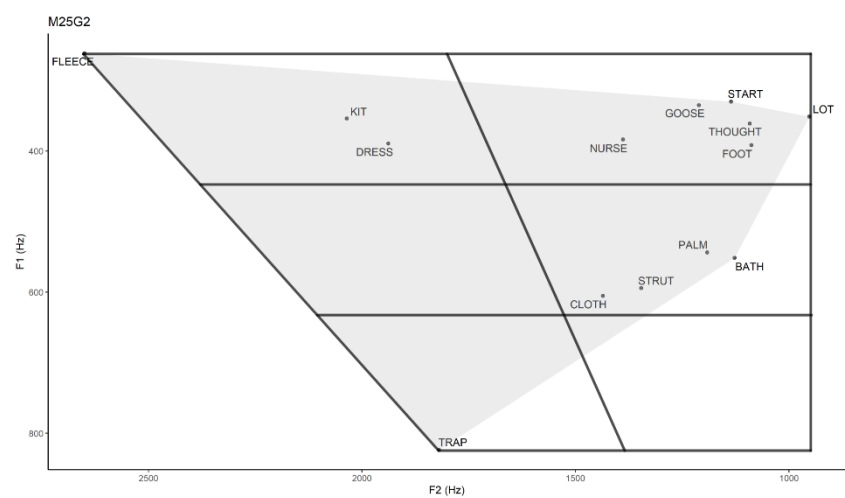 M25G2
FLEECE
START
KIT
GOOSE
LOT
THOUGHT
DRESS
NURSE
FOOT
400
F1 (Hz)
PALM
BATH
STRUT
600
CLOTH
TRAP
800
2500
2000
1500
1000
F2 (Hz)